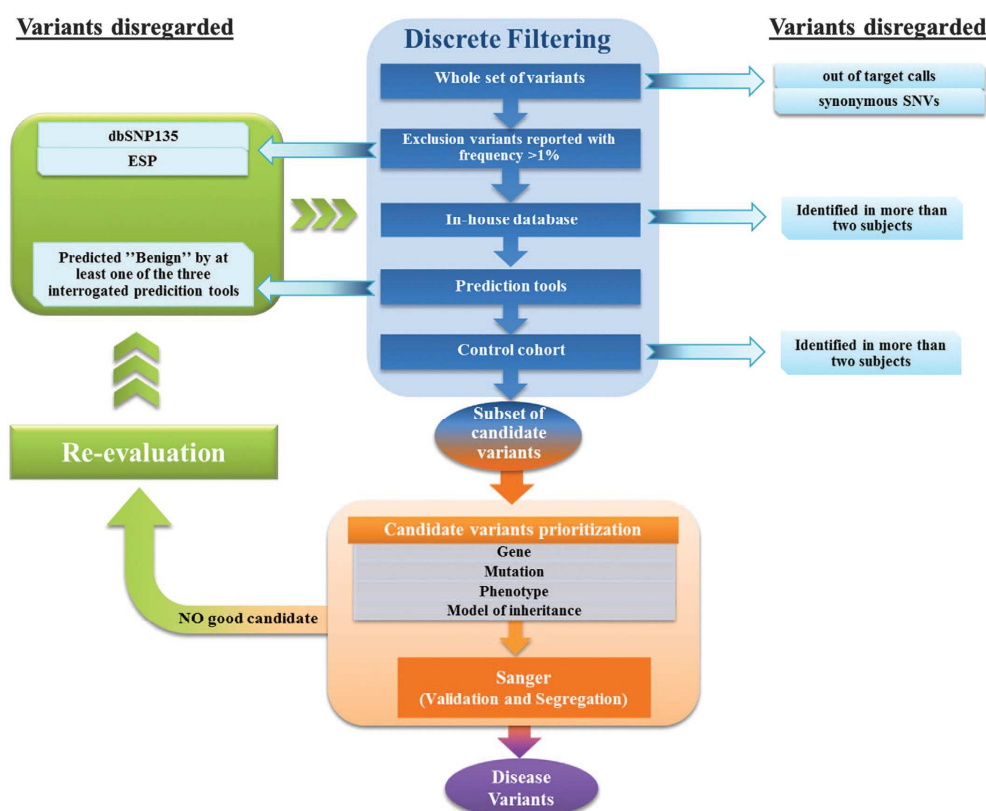 Variants disregarded
Discrete Filtering
Variants disregarded
Whole set of variants
out of target calls
synonymous SNVs
dbSNP135
ESP
Exclusion variants reported with
frequency >1%
In-house database
Identified in more than
two subjects
Predicted ”Benign” by at
least one of the three
interrogated predicition tools
Prediction tools
Control cohort
Identified in more than
two subjects
Subset of
candidate
variants
Re-evaluation
Candidate variants prioritization
Gene
Mutation
Phenotype
Model of inheritance
NO good candidate
Sanger
(Validation and Segregation)
Disease
Variants